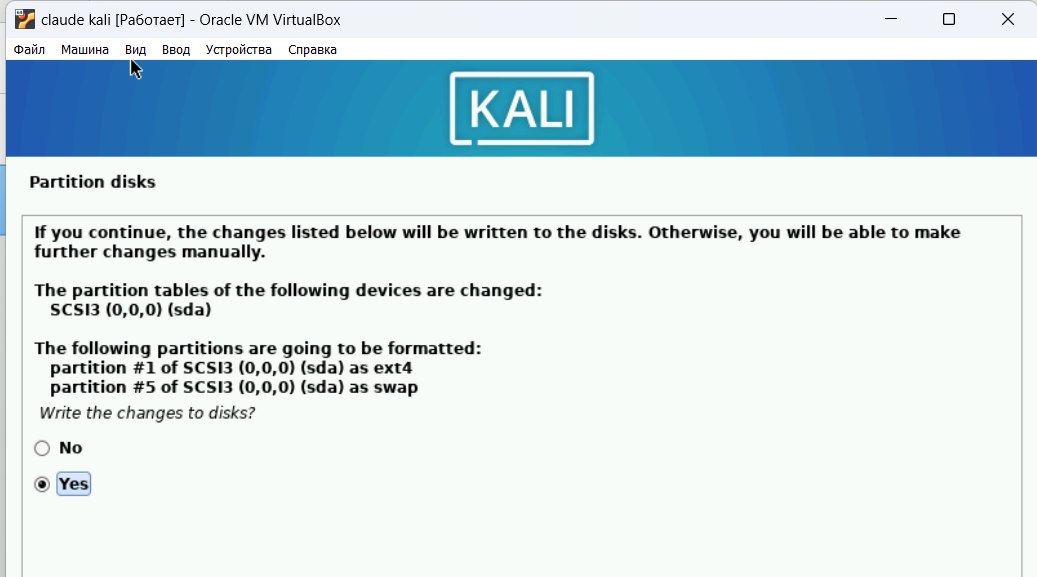 claude kali [Работает] - Oracle VM VirtualBox
Файл Машина Вид Ввод Устройства Справка
KALI
Partition disks
If you continue, the changes listed below will be written to the disks. Otherwise, you will be able to make
further changes manually.
The partition tables of the following devices are changed:
SCSI3 (0,0,0) (sda)
The following partitions are going to be formatted:
partition #1 of SCSI3 (0,0,0) (sda) as ext4
partition #5 of SCSI3 (0,0,0) (sda) as swap
Write the changes to disks?
No
Yes